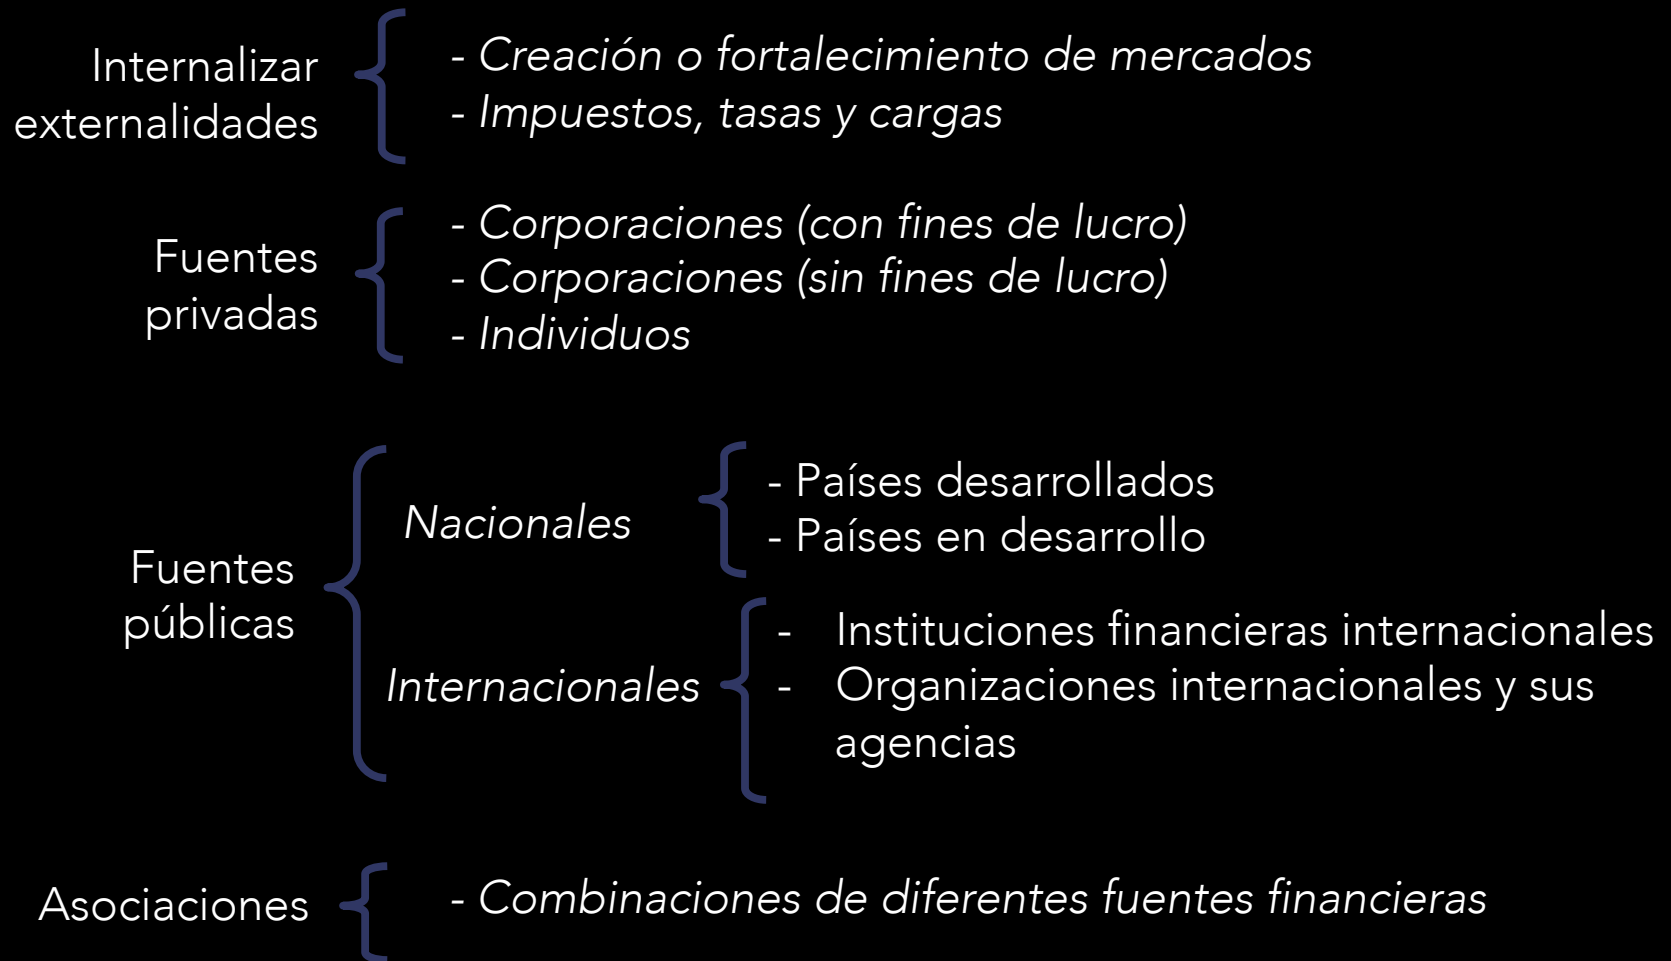 Internalizar
externalidades
- Creación o fortalecimiento de mercados
- Impuestos, tasas y cargas
Fuentes
privadas
- Corporaciones (con fines de lucro)
- Corporaciones (sin fines de lucro)
- Individuos
Fuentes
públicas
Nacionales
- Países desarrollados
- Países en desarrollo
Internacionales
- Instituciones financieras internacionales
- Organizaciones internacionales y sus
agencias
Asociaciones
- Combinaciones de diferentes fuentes financieras